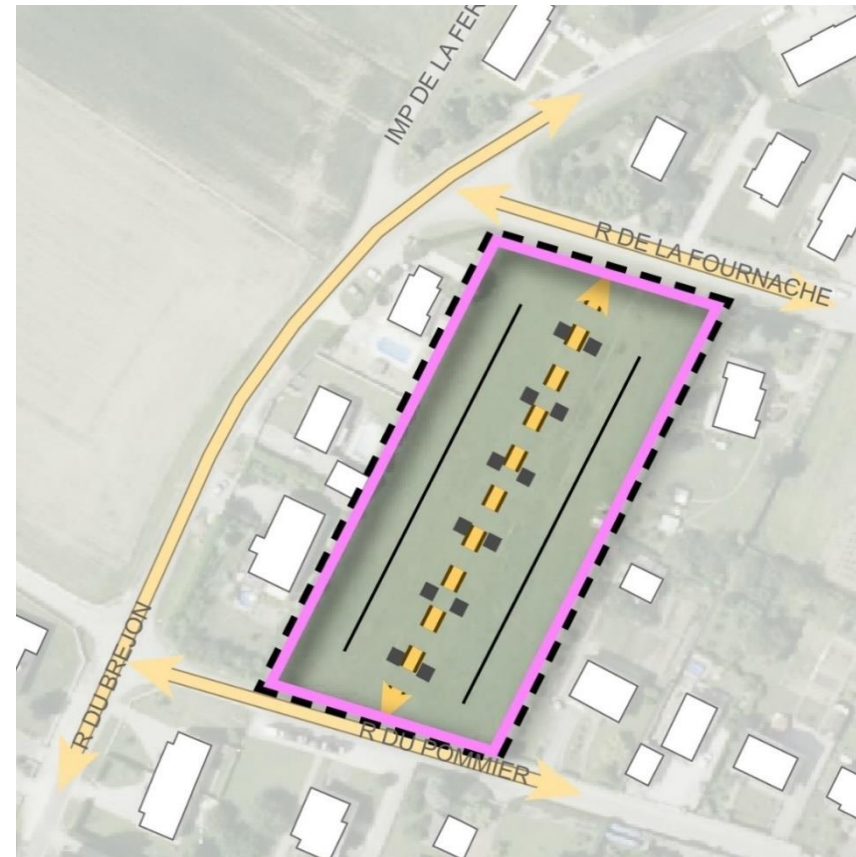 IMP DE LA FER
R DE LA FOURNACHE
R DU BREJON
R DU POMMIER